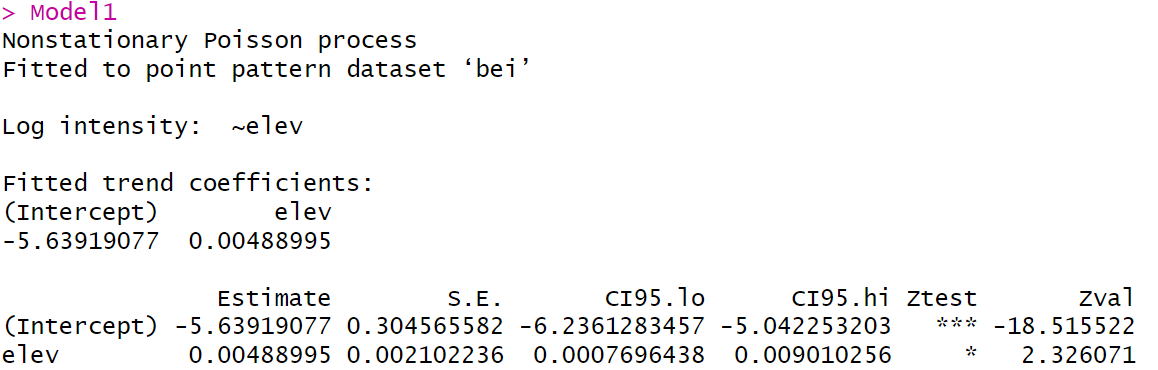 > Model1
Nonstationary Poisson process
Fitted to point pattern dataset ‘bei’
Log intensity:  ~elev
Fitted trend coefficients:
(Intercept)        elev
-5.63919077  0.00488995
               Estimate        S.E.       CI95.lo      CI95.hi Ztest       Zval
(Intercept) -5.63919077 0.304565582 -6.2361283457 -5.042253203   *** -18.515522
elev         0.00488995 0.002102236  0.0007696438  0.009010256     *   2.326071